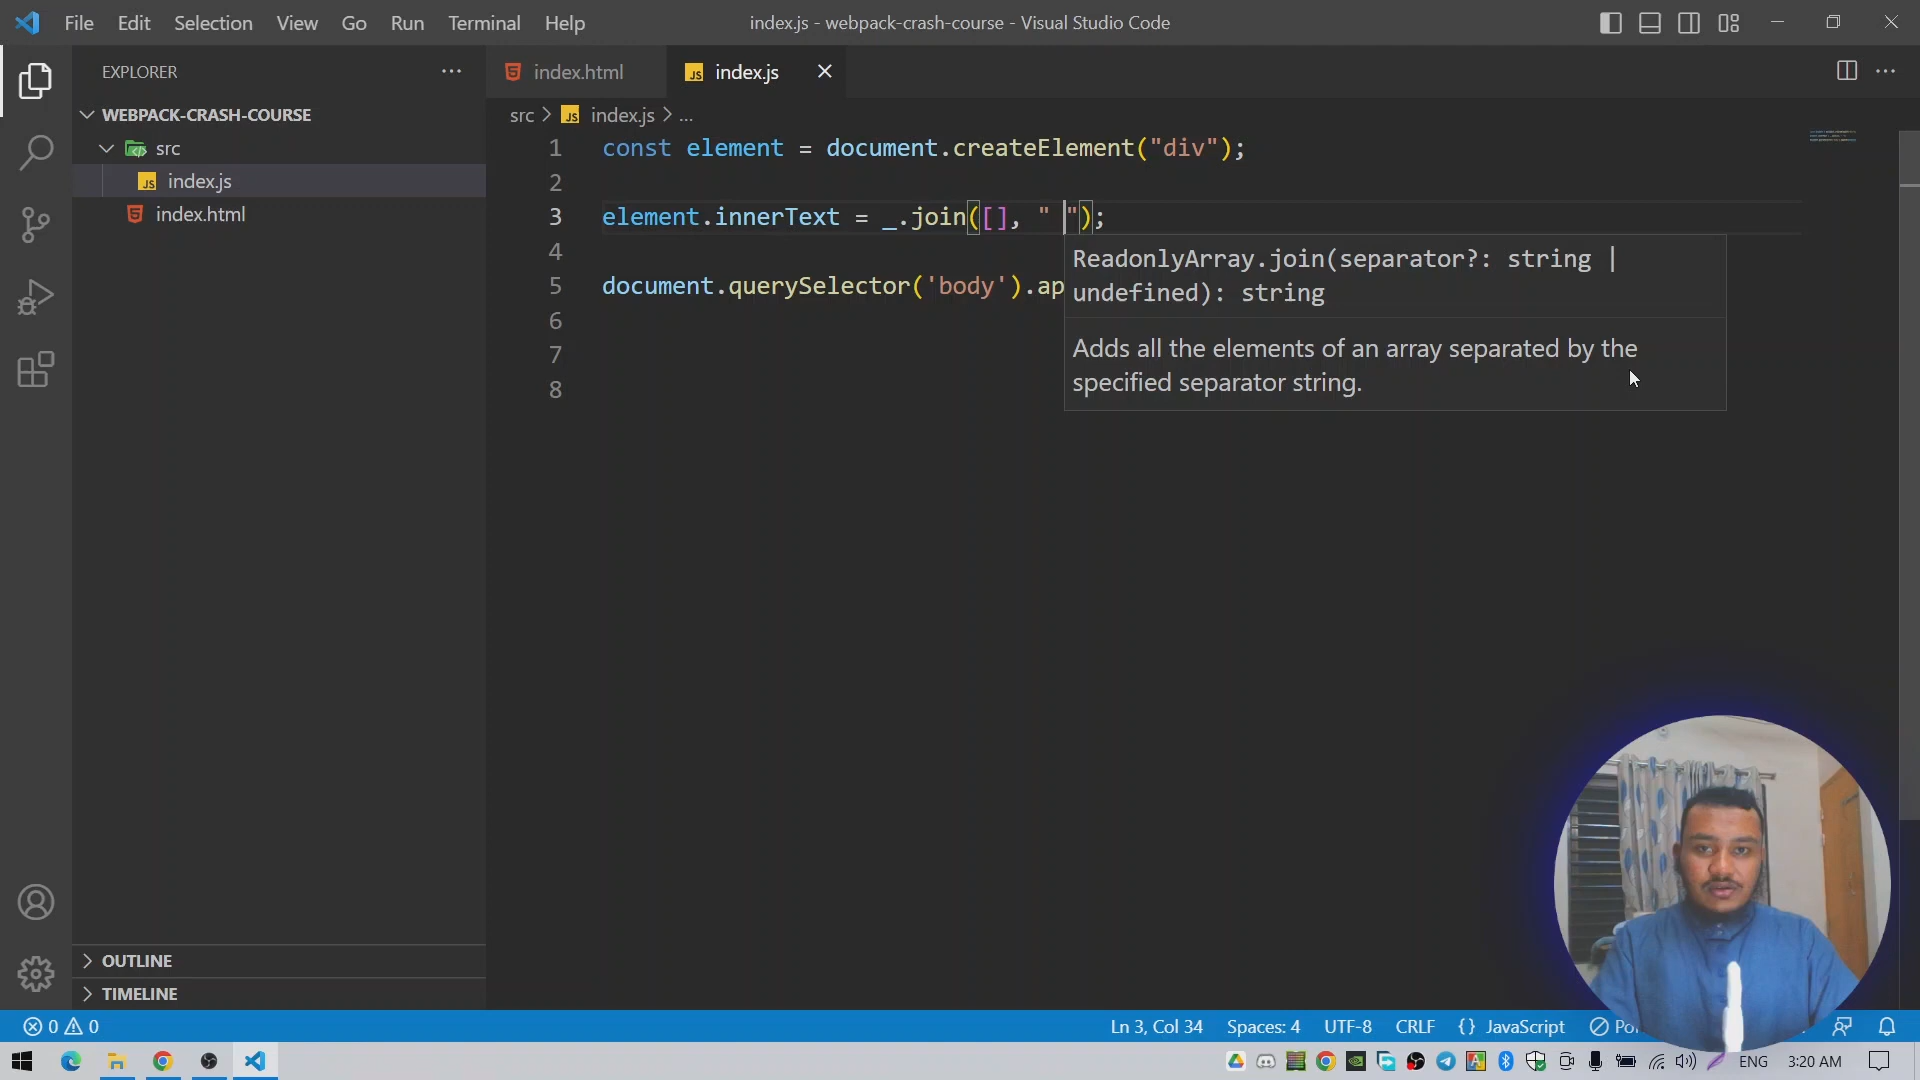 File Edit Selection View Go Run Terminal Help
index.js - webpack-crash-course - Visual Studio Code
EXPLORER
WEBPACK-CRASH-COURSE
src
JS index.js
index.html
OUTLINE
TIMELINE
index.html
JS index.js
src > JS index.js > ...
1 const element = document.createElement("div");
2
3 element.innerText = _.join([], " ");
4
5 document.querySelector('body').ap
6
7
8
ReadonlyArray.join(separator?: string |
undefined): string
Adds all the elements of an array separated by the
specified separator string.
0 0
Ln 3, Col 34 Spaces: 4 UTF-8 CRLF {} JavaScript
ENG 3:20 AM